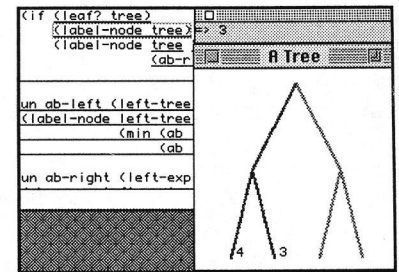 (if (leaf? tree)
(label-node tree)
(label-node tree
(ab-r
un ab-left (left-tree
(label-node left-tree
(min (ab
(ab
un ab-right (left-exp
=> 3
A Tree
4 3